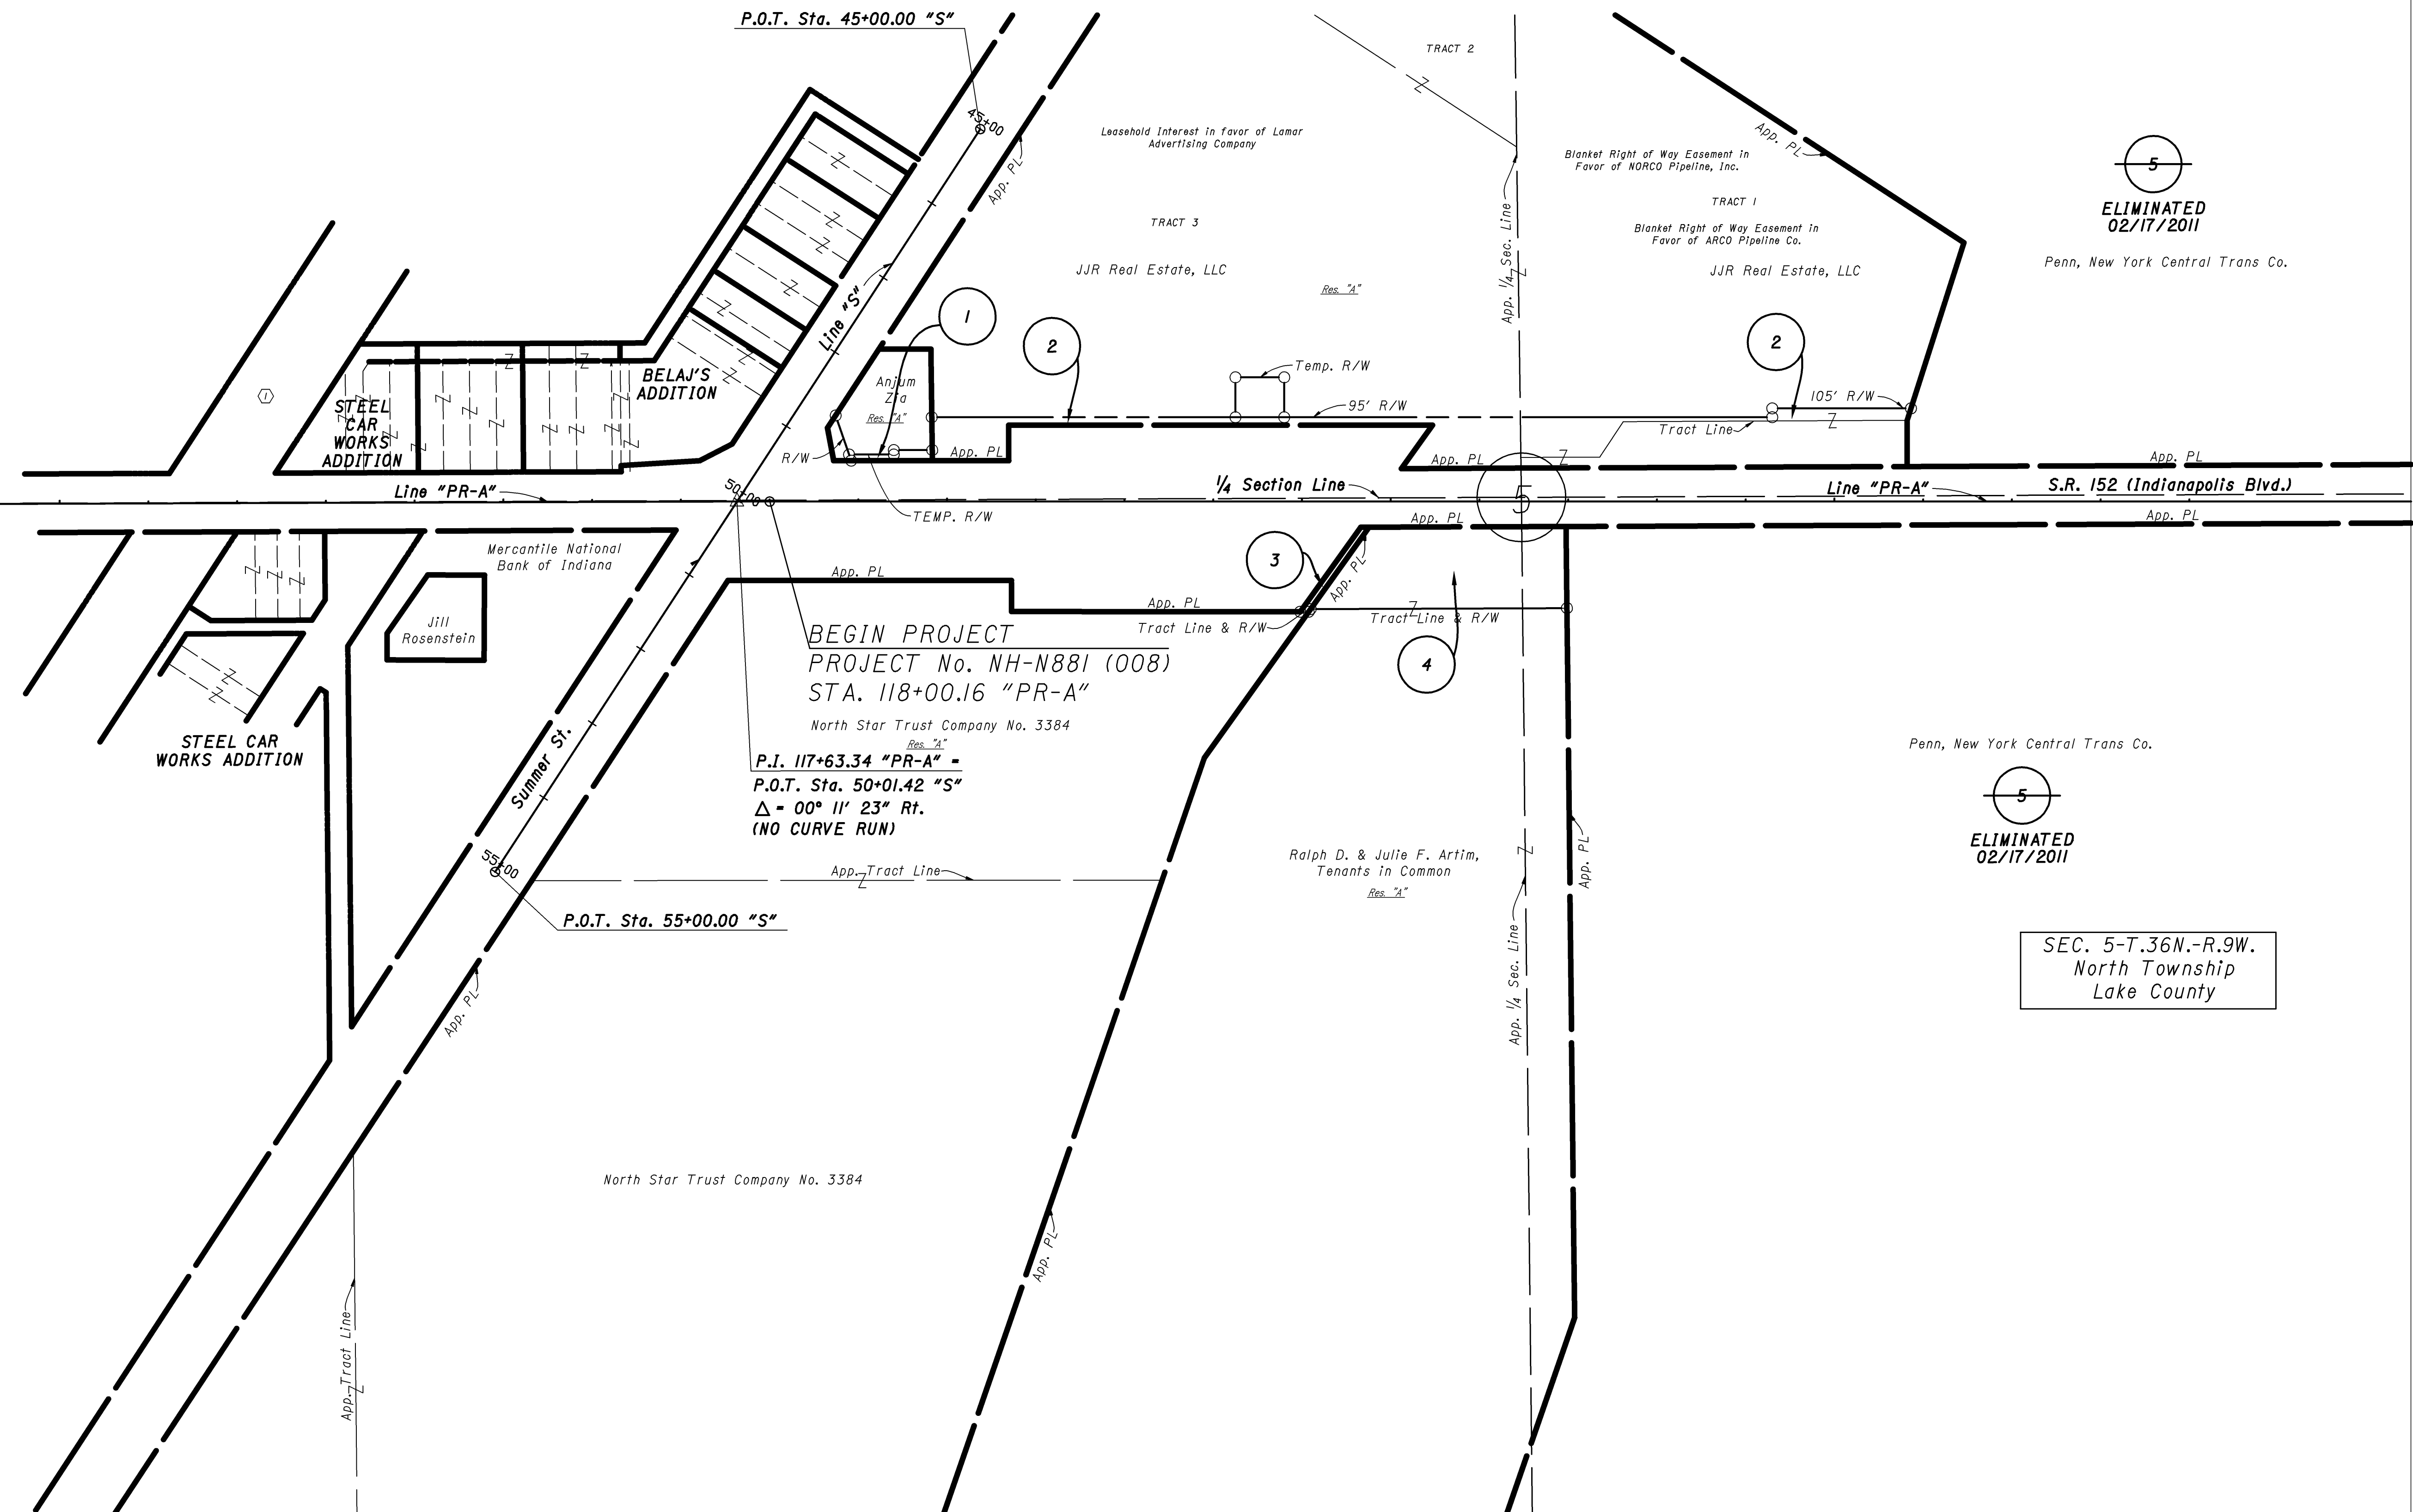 P.O.T. Sta. 45+00.00 "S"
TRACT 2
45+00
Leasehold Interest in favor of Lamar
Advertising Company
App. PL
App. PL
Blanket Right of Way Easement in
Favor of NORCO Pipeline, Inc.
5
ELIMINATED
02/17/2011
TRACT 1
TRACT 3
Blanket Right of Way Easement in
Favor of ARCO Pipeline Co.
App. 1/4 Sec. Line
JJR Real Estate, LLC
JJR Real Estate, LLC
Penn, New York Central Trans Co.
Res. "A"
Line "S"
1
2
2
BELAJ'S
ADDITION
Temp. R/W
Anjum
Zia
Res. "A"
1
STEEL
CAR
WORKS
ADDITION
95' R/W
105' R/W
Tract Line
R/W
App. PL
App. PL
App. PL
Line "PR-A"
50+00
TEMP. R/W
1/4 Section Line
5
Line "PR-A"
S.R. 152 (Indianapolis Blvd.)
App. PL
App. PL
Mercantile National
Bank of Indiana
App. PL
3
App. PL
App. PL
Jill
Rosenstein
Tract Line & R/W
Tract Line & R/W
BEGIN PROJECT
PROJECT No. NH-N881 (008)
STA. 118+00.16 "PR-A"
4
North Star Trust Company No. 3384
Res. "A"
STEEL CAR
WORKS ADDITION
Summer St.
P.I. 117+63.34 "PR-A" =
P.O.T. Sta. 50+01.42 "S"
Δ = 00° 11' 23" Rt.
(NO CURVE RUN)
Penn, New York Central Trans Co.
5
ELIMINATED
02/17/2011
55+00
App. Tract Line
Ralph D. & Julie F. Artim,
Tenants in Common
Res. "A"
App. PL
P.O.T. Sta. 55+00.00 "S"
App. 1/4 Sec. Line
SEC. 5-T.36N.-R.9W.
North Township
Lake County
App. PL
North Star Trust Company No. 3384
App. PL
App. Tract Line